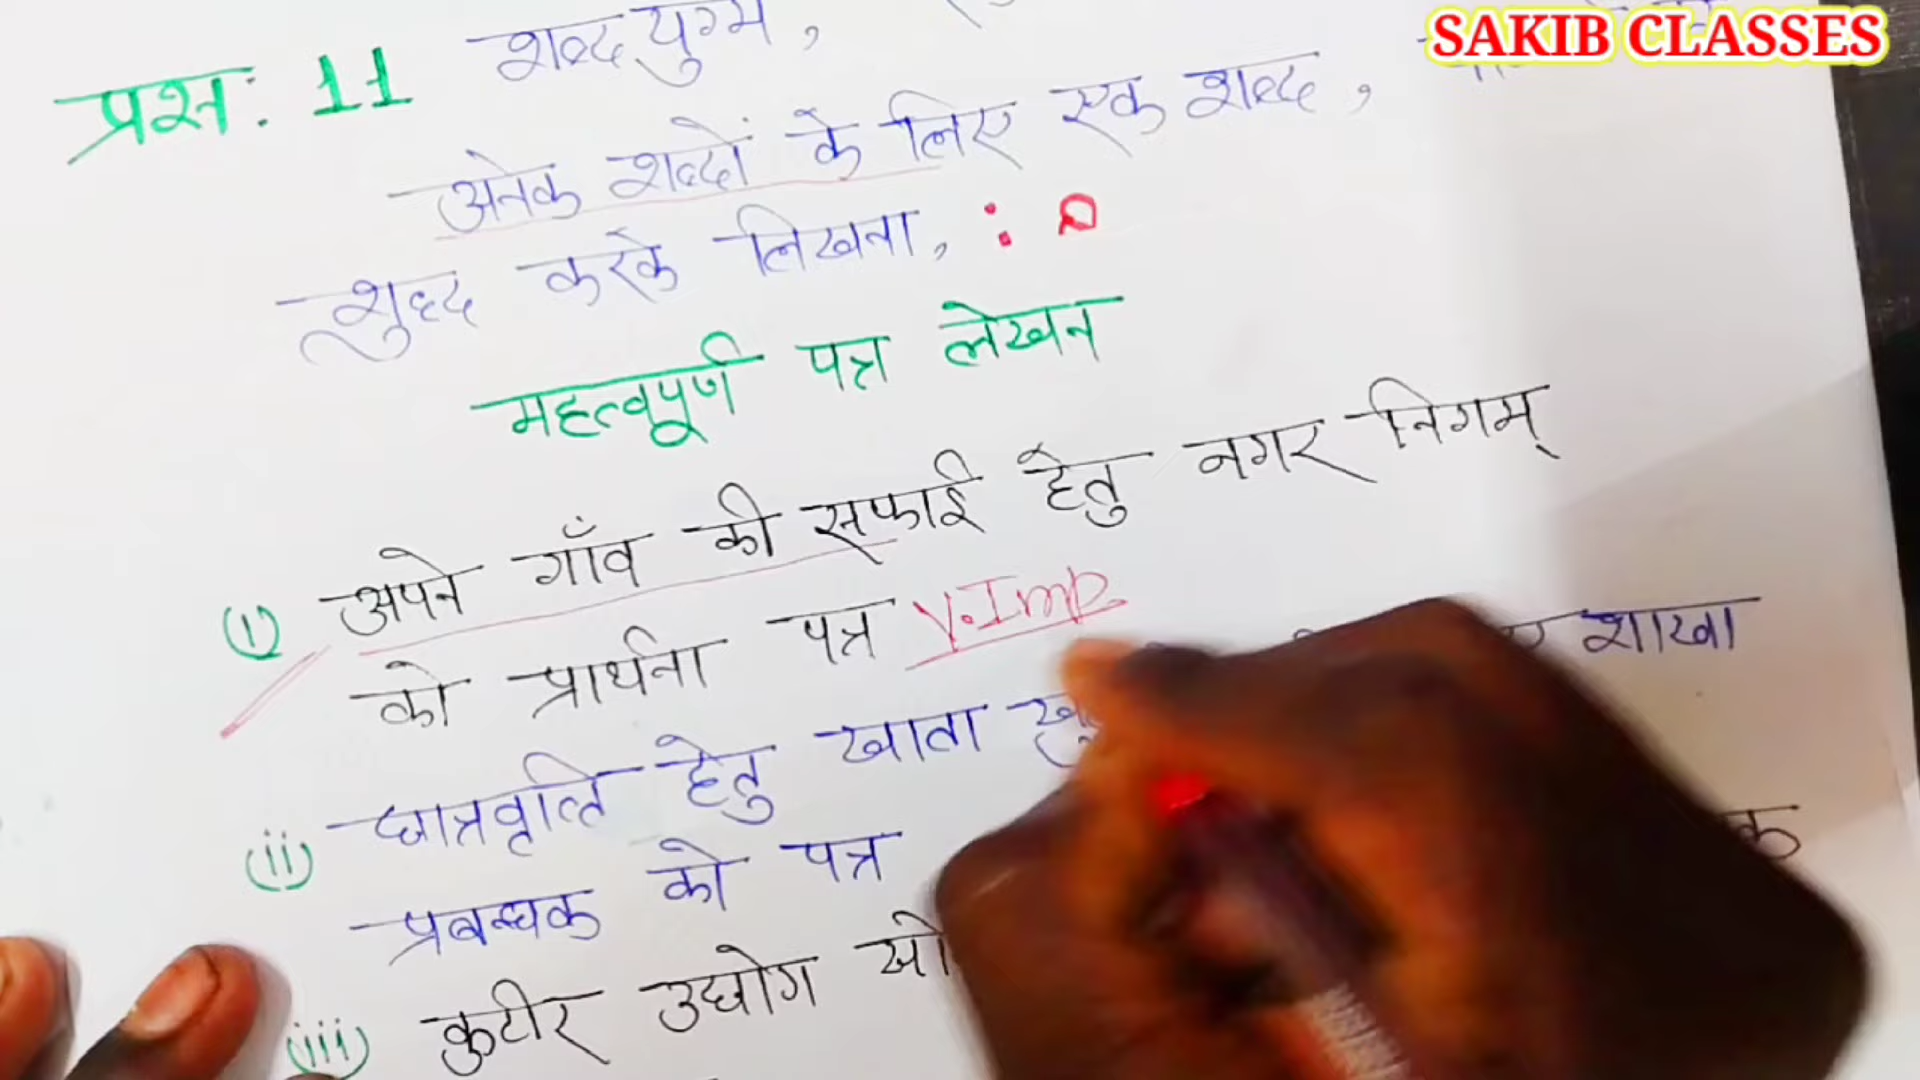 SAKIB CLASSES
प्रश्न: 11 शब्द युग्म,
अनेक शब्दों के लिए एक शब्द,
शुद्ध करके लिखना, :
महत्वपूर्ण पत्र लेखन
(i) अपने गाँव की सफाई हेतु नगर निगम्
को प्रार्थना पत्र V.Imp.
(ii) छात्रवृत्ति हेतु खाता शाखा
प्रबन्धक को पत्र
(iii) कुटीर उद्योग